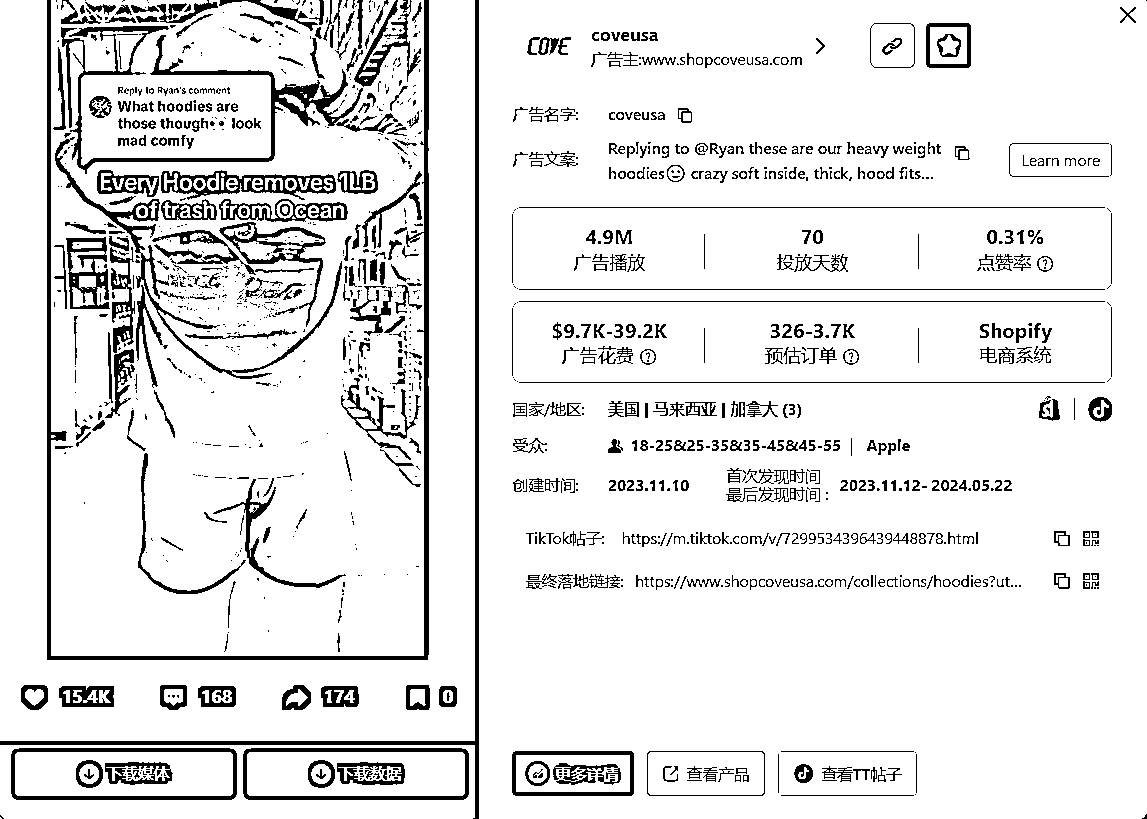 Reply to Ryan's comment
What hoodies are
those though👀 look
mad comfy
Every Hoodie removes 1LB
of trash from Ocean
15.4K
168
174
0
下载媒体
下载数据
COVE
coveusa
广告主:www.shopcoveusa.com
广告名字:
coveusa
广告文案:
Replying to @Ryan these are our heavy weight
hoodies😉 crazy soft inside, thick, hood fits...
Learn more
4.9M
广告播放
70
投放天数
0.31%
点赞率
$9.7K-39.2K
广告花费
326-3.7K
预估订单
Shopify
电商系统
国家/地区: 美国 | 马来西亚 | 加拿大 (3)
受众: 18-25&25-35&35-45&45-55 | Apple
创建时间: 2023.11.10
首次发现时间
最后发现时间: 2023.11.12- 2024.05.22
TikTok帖子: https://m.tiktok.com/v/7299534396439448878.html
最终落地链接: https://www.shopcoveusa.com/collections/hoodies?ut...
更多详情
查看产品
查看TT帖子